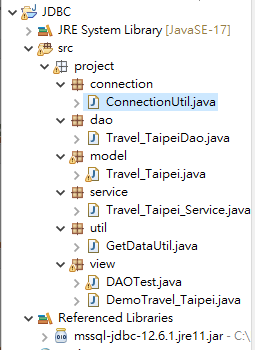 JDBC
JRE System Library [JavaSE-17]
src
project
connection
ConnectionUtil.java
dao
Travel_TaipeiDao.java
model
Travel_Taipei.java
service
Travel_Taipei_Service.java
util
GetDataUtil.java
view
DAOTest.java
DemoTravel_Taipei.java
Referenced Libraries
mssql-jdbc-12.6.1.jre11.jar - C